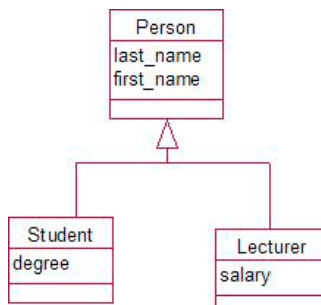 Person
last_name
first_name
Student
degree
Lecturer
salary